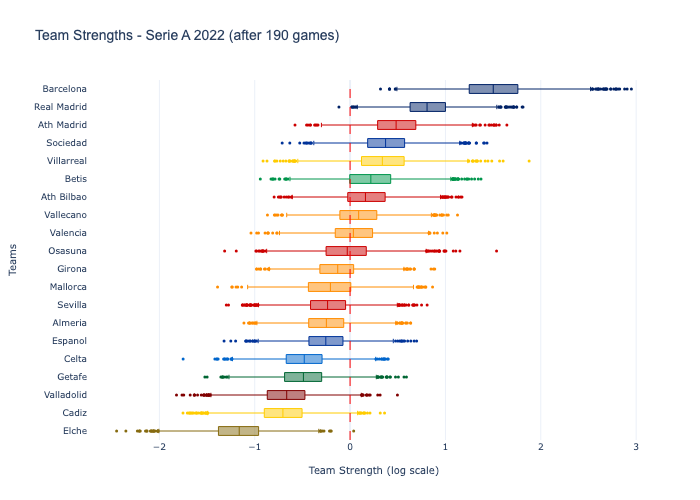 Team Strengths - Serie A 2022 (after 190 games)
Barcelona
Real Madrid
Ath Madrid
Sociedad
Villarreal
Betis
Ath Bilbao
Vallecano
Valencia
Osasuna
Girona
Mallorca
Sevilla
Almeria
Espanol
Celta
Getafe
Valladolid
Cadiz
Elche
Teams
−2 −1 0 1 2 3
Team Strength (log scale)